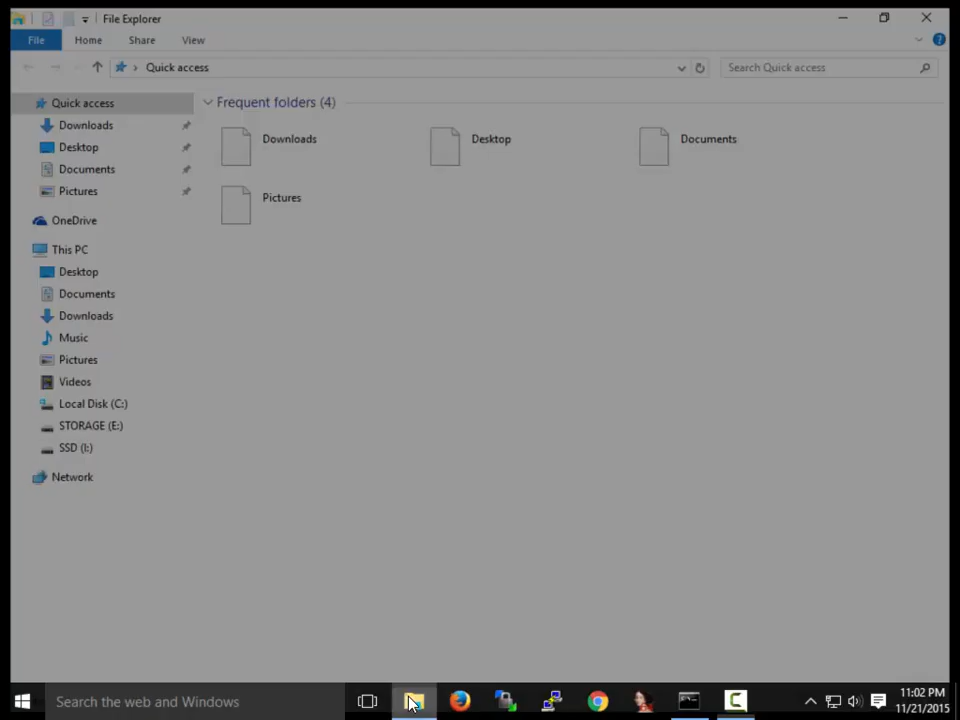 File Explorer
File Home Share View
Quick access
Search Quick access
Quick access
Downloads
Desktop
Documents
Pictures
OneDrive
This PC
Desktop
Documents
Downloads
Music
Pictures
Videos
Local Disk (C:)
STORAGE (E:)
SSD (I:)
Network
Frequent folders (4)
Downloads
Desktop
Documents
Pictures
Search the web and Windows
11:02 PM
11/21/2015